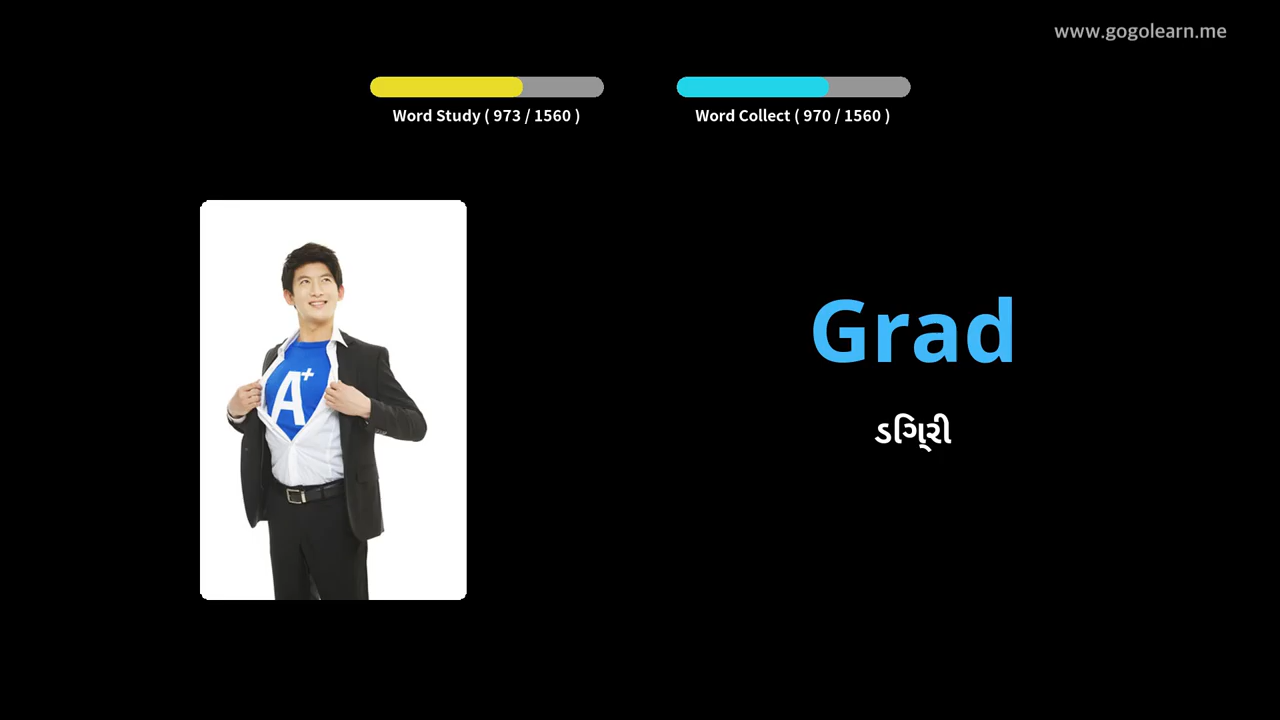 www.gogolearn.me
Word Study ( 973 / 1560 )
Word Collect ( 970 / 1560 )
A+
Grad
ડિગ્રી